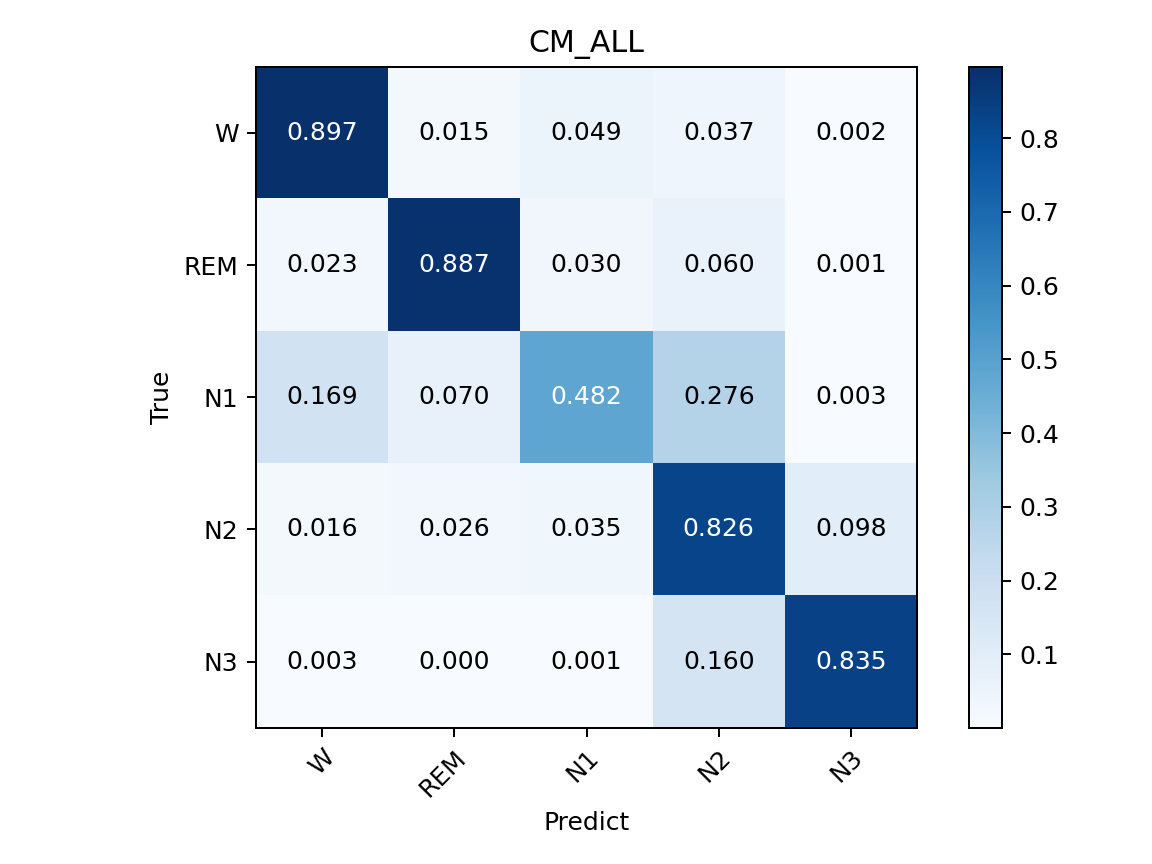 CM_ALL
W 0.897 0.015 0.049 0.037 0.002
REM 0.023 0.887 0.030 0.060 0.001
N1 0.169 0.070 0.482 0.276 0.003
N2 0.016 0.026 0.035 0.826 0.098
N3 0.003 0.000 0.001 0.160 0.835
W REM N1 N2 N3
Predict
True
0.8
0.7
0.6
0.5
0.4
0.3
0.2
0.1